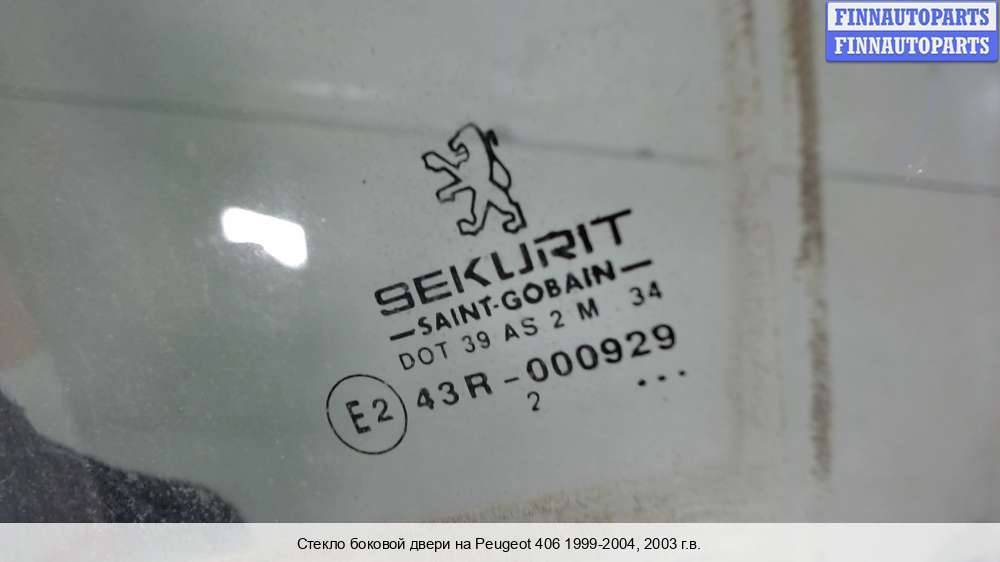 FINNAUTOPARTS
FINNAUTOPARTS
SEKURIT
SAINT-GOBAIN
DOT 39 AS 2 M 34
E2 43R-000929
2 ...
Стекло боковой двери на Peugeot 406 1999-2004, 2003 г.в.